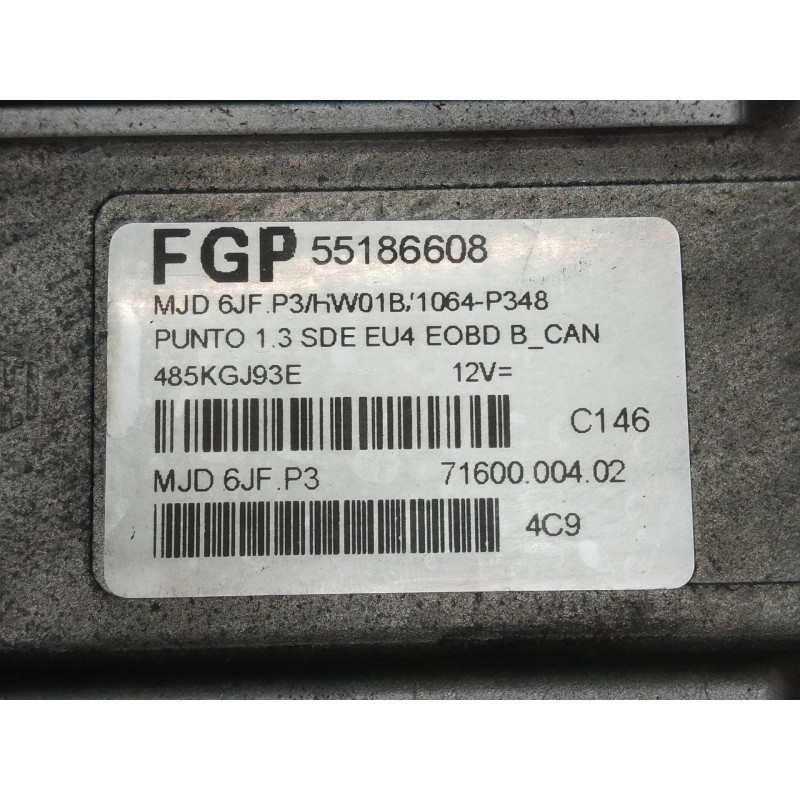 FGP 55186608
MJD 6JF.P3/HW01B/1064-P348
PUNTO 1.3 SDE EU4 EOBD B_CAN
485KGJ93E 12V=
C146
MJD 6JF.P3 71600.004.02
4C9